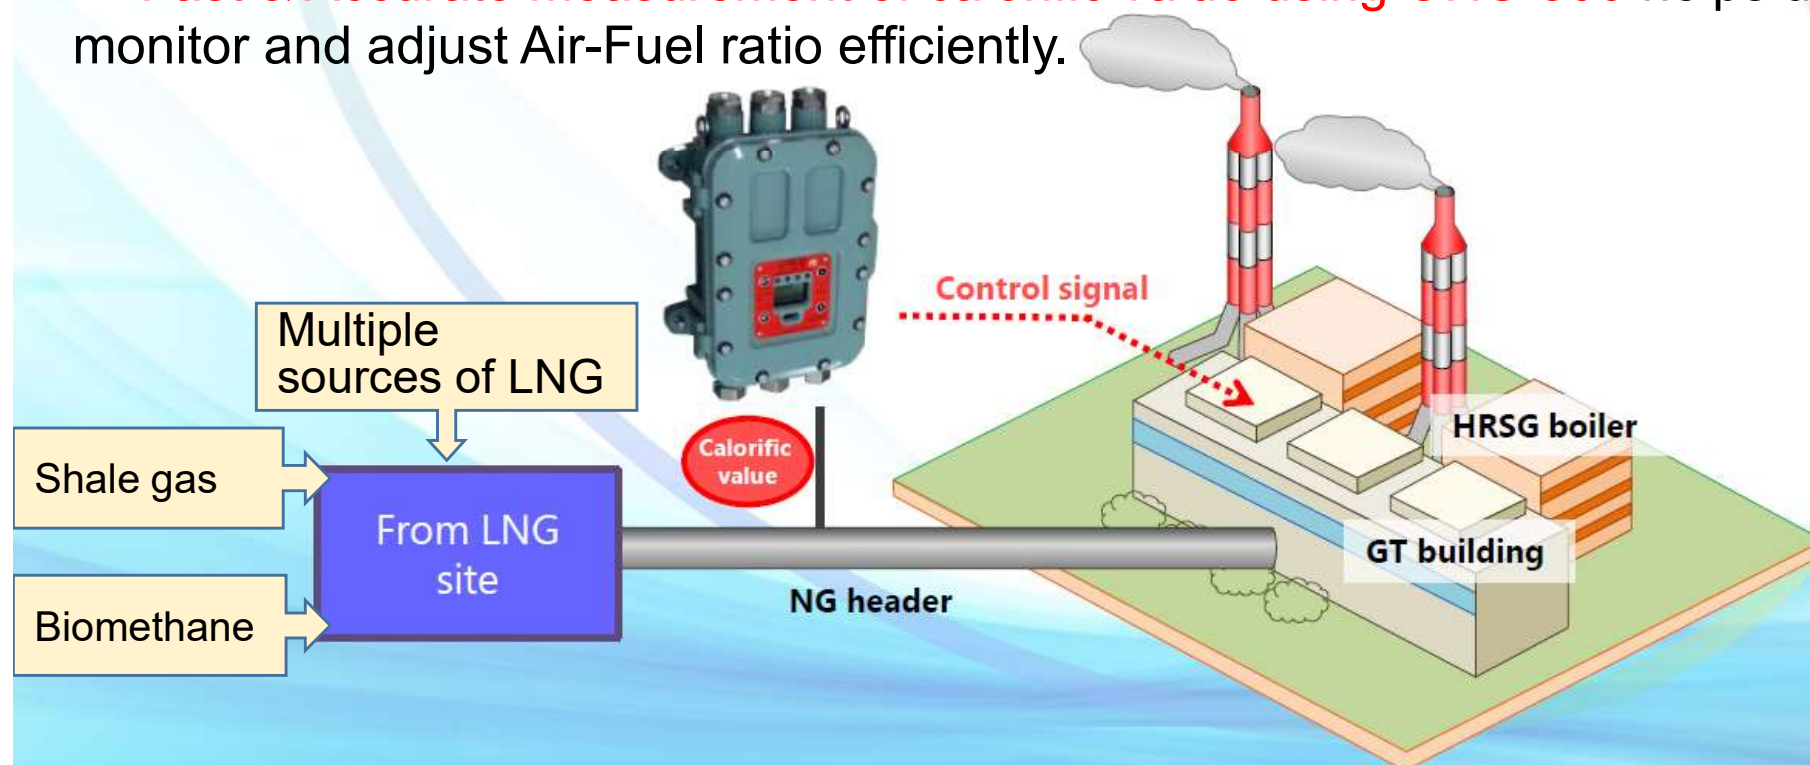 monitor and adjust Air-Fuel ratio efficiently.
Control signal
Multiple
sources of LNG
Calorific
value
HRSG boiler
Shale gas
From LNG
site
GT building
NG header
Biomethane